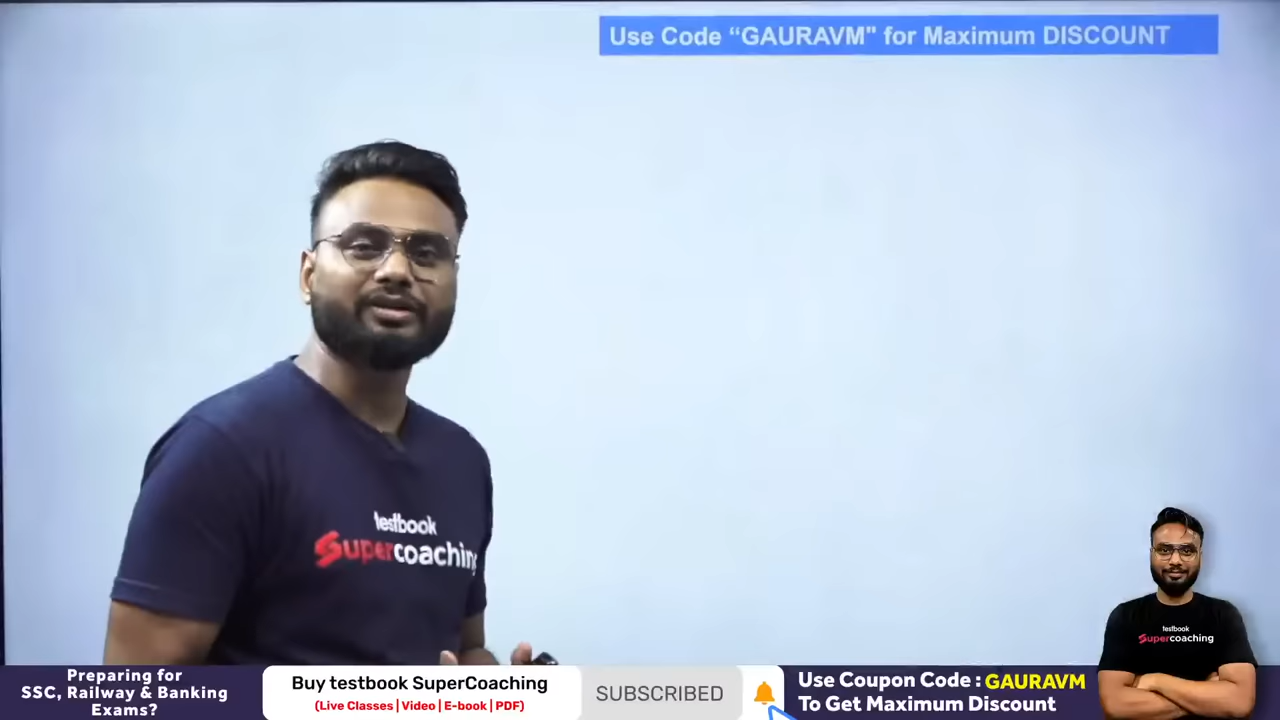 Use Code “GAURAVM" for Maximum DISCOUNT
testbook
Supercoaching
testbook
Supercoaching
Preparing for
SSC, Railway & Banking
Exams?
Buy testbook SuperCoaching
(Live Classes | Video | E-book | PDF)
SUBSCRIBED
Use Coupon Code : GAURAVM
To Get Maximum Discount